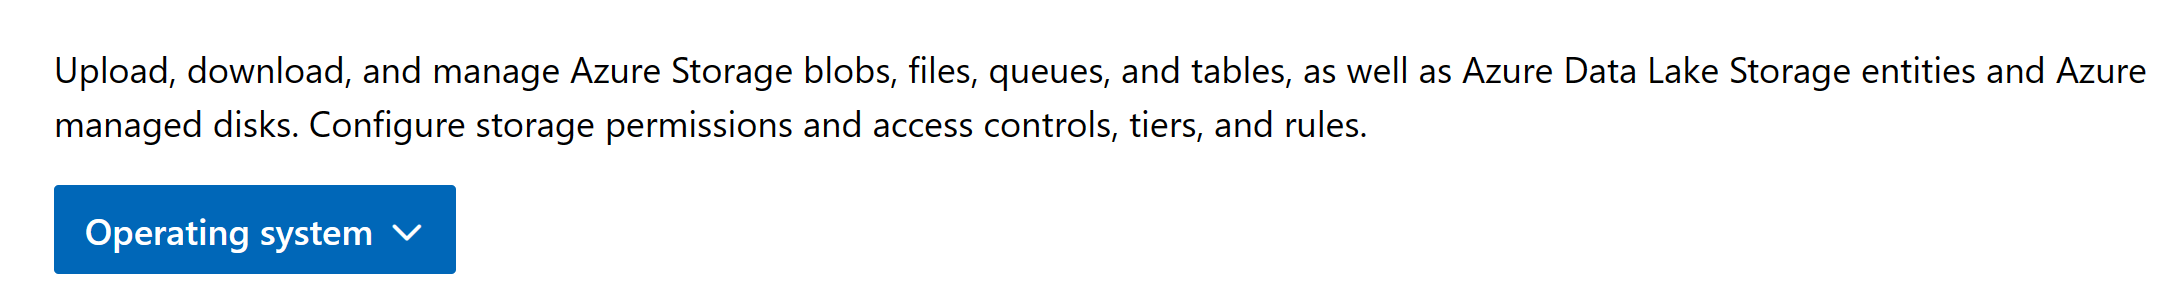 Upload, download, and manage Azure Storage blobs, files, queues, and tables, as well as Azure Data Lake Storage entities and Azure
managed disks. Configure storage permissions and access controls, tiers, and rules.
Operating system